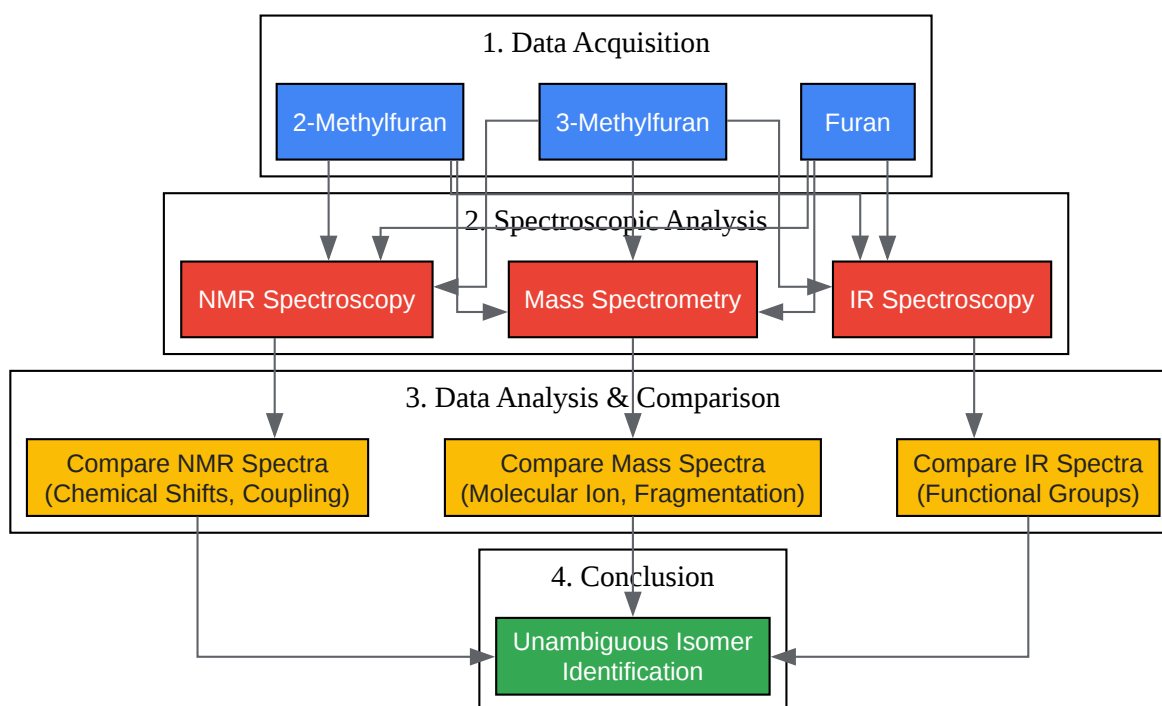 1. Data Acquisition
2-Methylfuran
3-Methylfuran
Furan
2. Spectroscopic Analysis
NMR Spectroscopy
Mass Spectrometry
IR Spectroscopy
3. Data Analysis & Comparison
Compare NMR Spectra
(Chemical Shifts, Coupling)
Compare Mass Spectra
(Molecular Ion, Fragmentation)
Compare IR Spectra
(Functional Groups)
4. Conclusion
Unambiguous Isomer
Identification